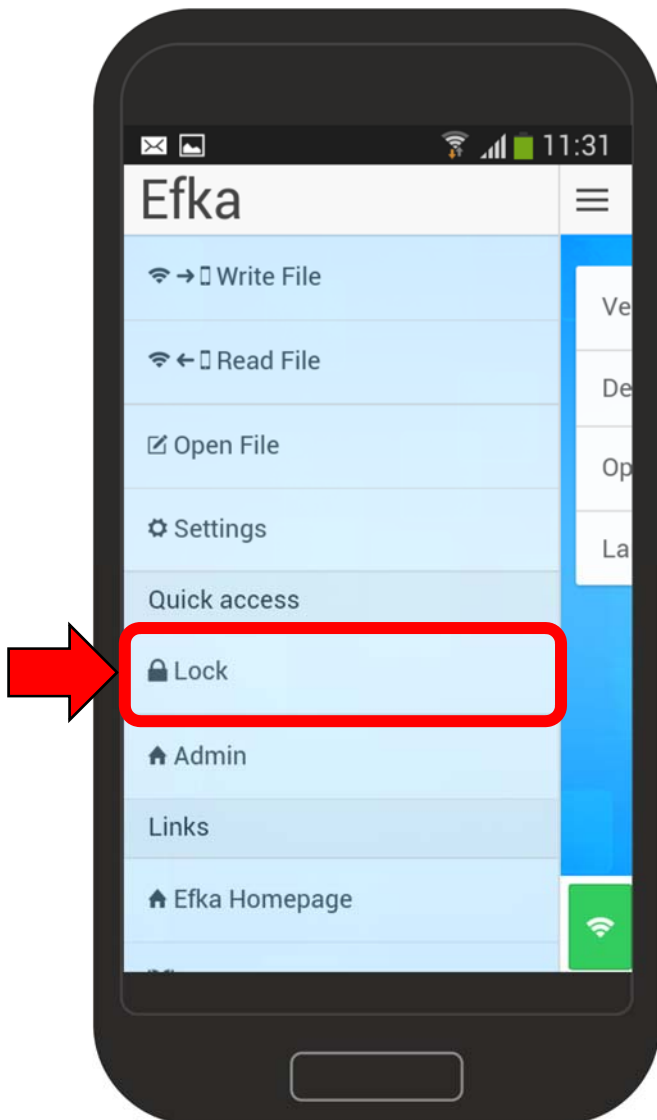 11:31
Efka
Write File
Read File
Open File
Settings
Quick access
Lock
Admin
Links
Efka Homepage
Ve
De
Op
La